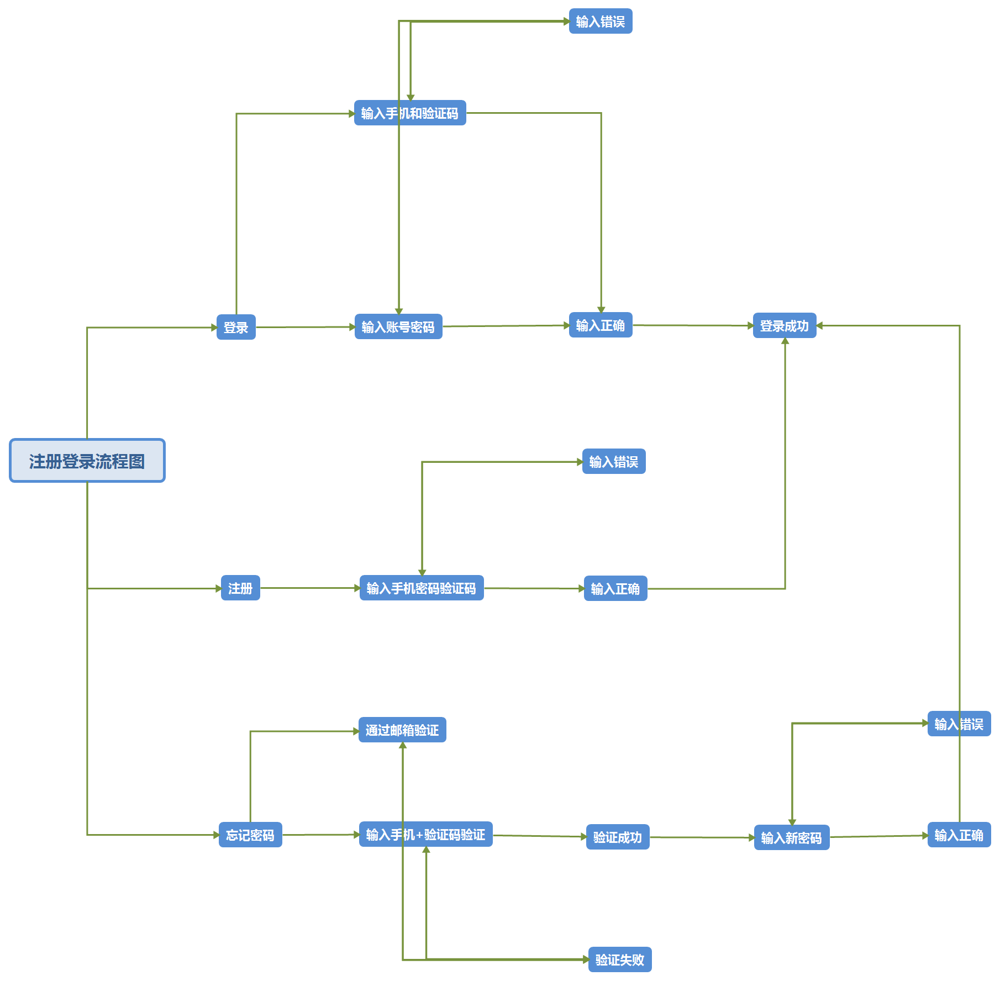 输入错误
输入手机和验证码
登录
输入账号密码
输入正确
登录成功
注册登录流程图
输入错误
注册
输入手机密码验证码
输入正确
通过邮箱验证
输入错误
忘记密码
输入手机+验证码验证
验证成功
输入新密码
输入正确
验证失败